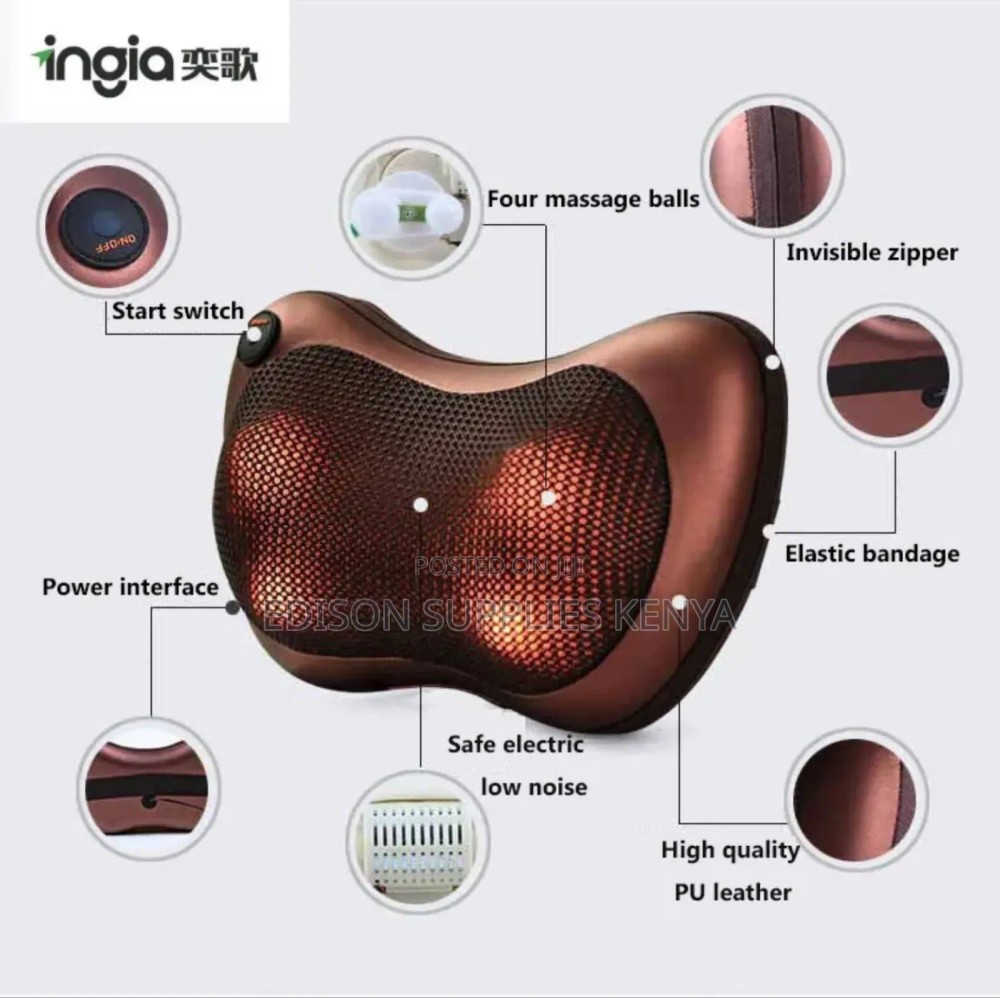 ingia 奕歌
Four massage balls
Invisible zipper
ON·OFF
Start switch
Elastic bandage
POSTED ON JIJI
Power interface
EDISON SUPPLIES KENYA
Safe electric
low noise
High quality
PU leather